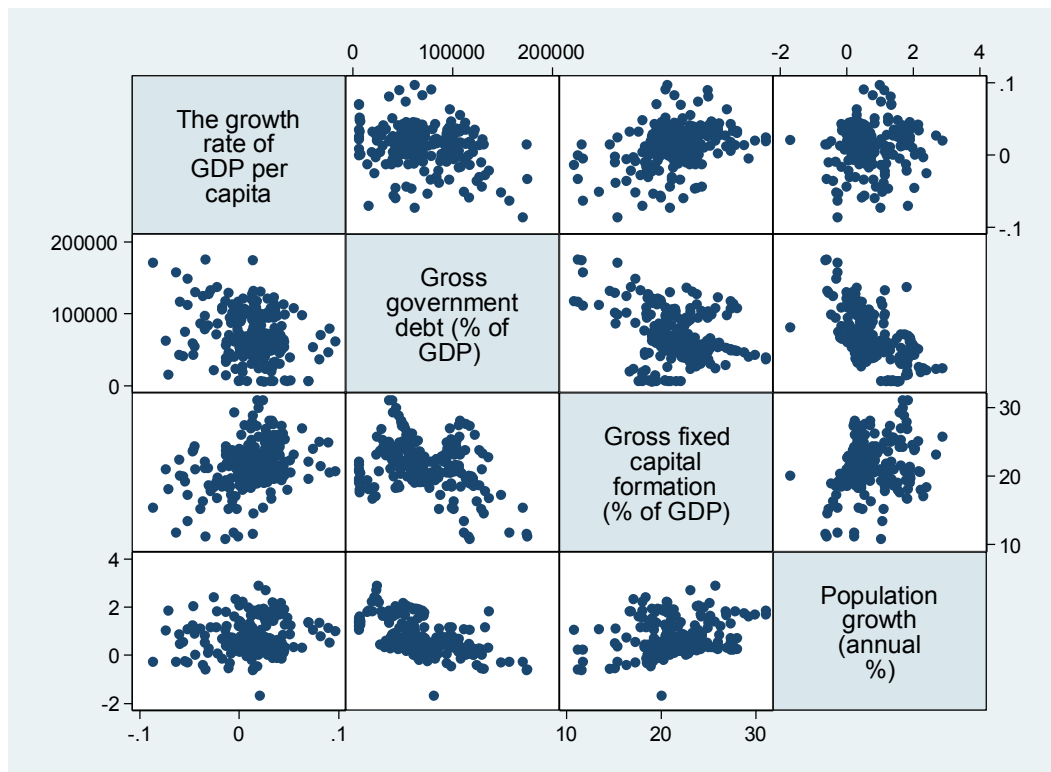 0 100000 200000
-2 0 2 4
The growth
rate of
GDP per
capita
.1
0
-.1
200000
100000
0
Gross
government
debt (% of
GDP)
Gross fixed
capital
formation
(% of GDP)
30
20
10
4
2
0
-2
Population
growth
(annual
%)
-.1 0 .1
10 20 30